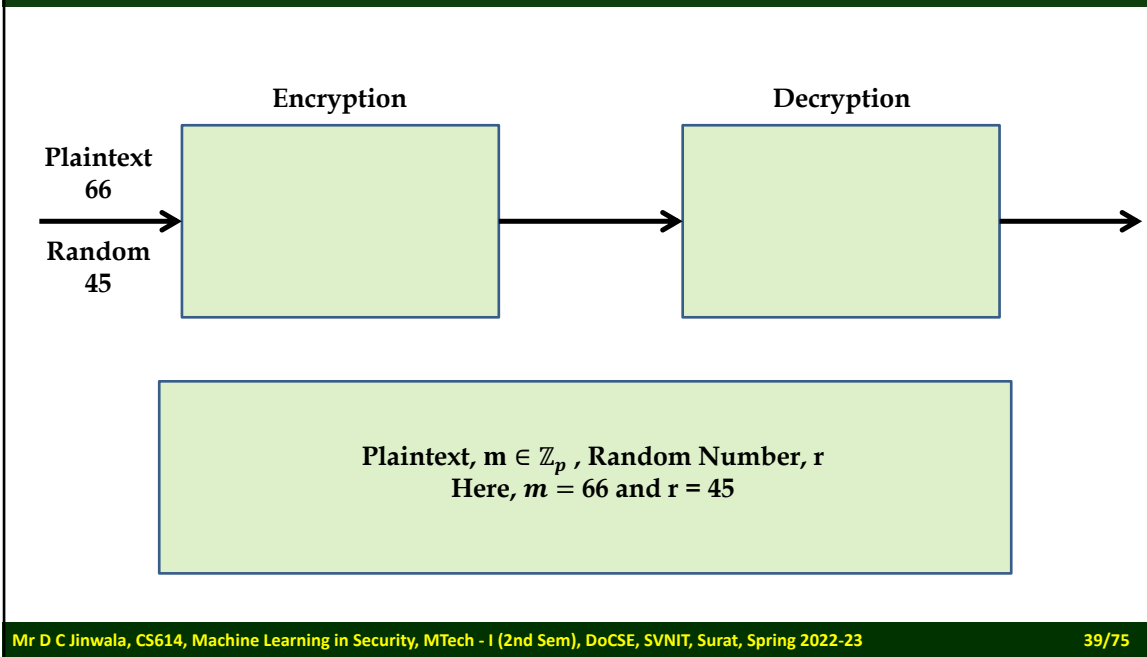 Encryption
Decryption
Plaintext
66
Random
45
Plaintext, m ∈ ℤ𝑝 , Random Number, r
Here, 𝒎 = 66 and r = 45
Mr D C Jinwala, CS614, Machine Learning in Security, MTech - I (2nd Sem), DoCSE, SVNIT, Surat, Spring 2022-23 39/75